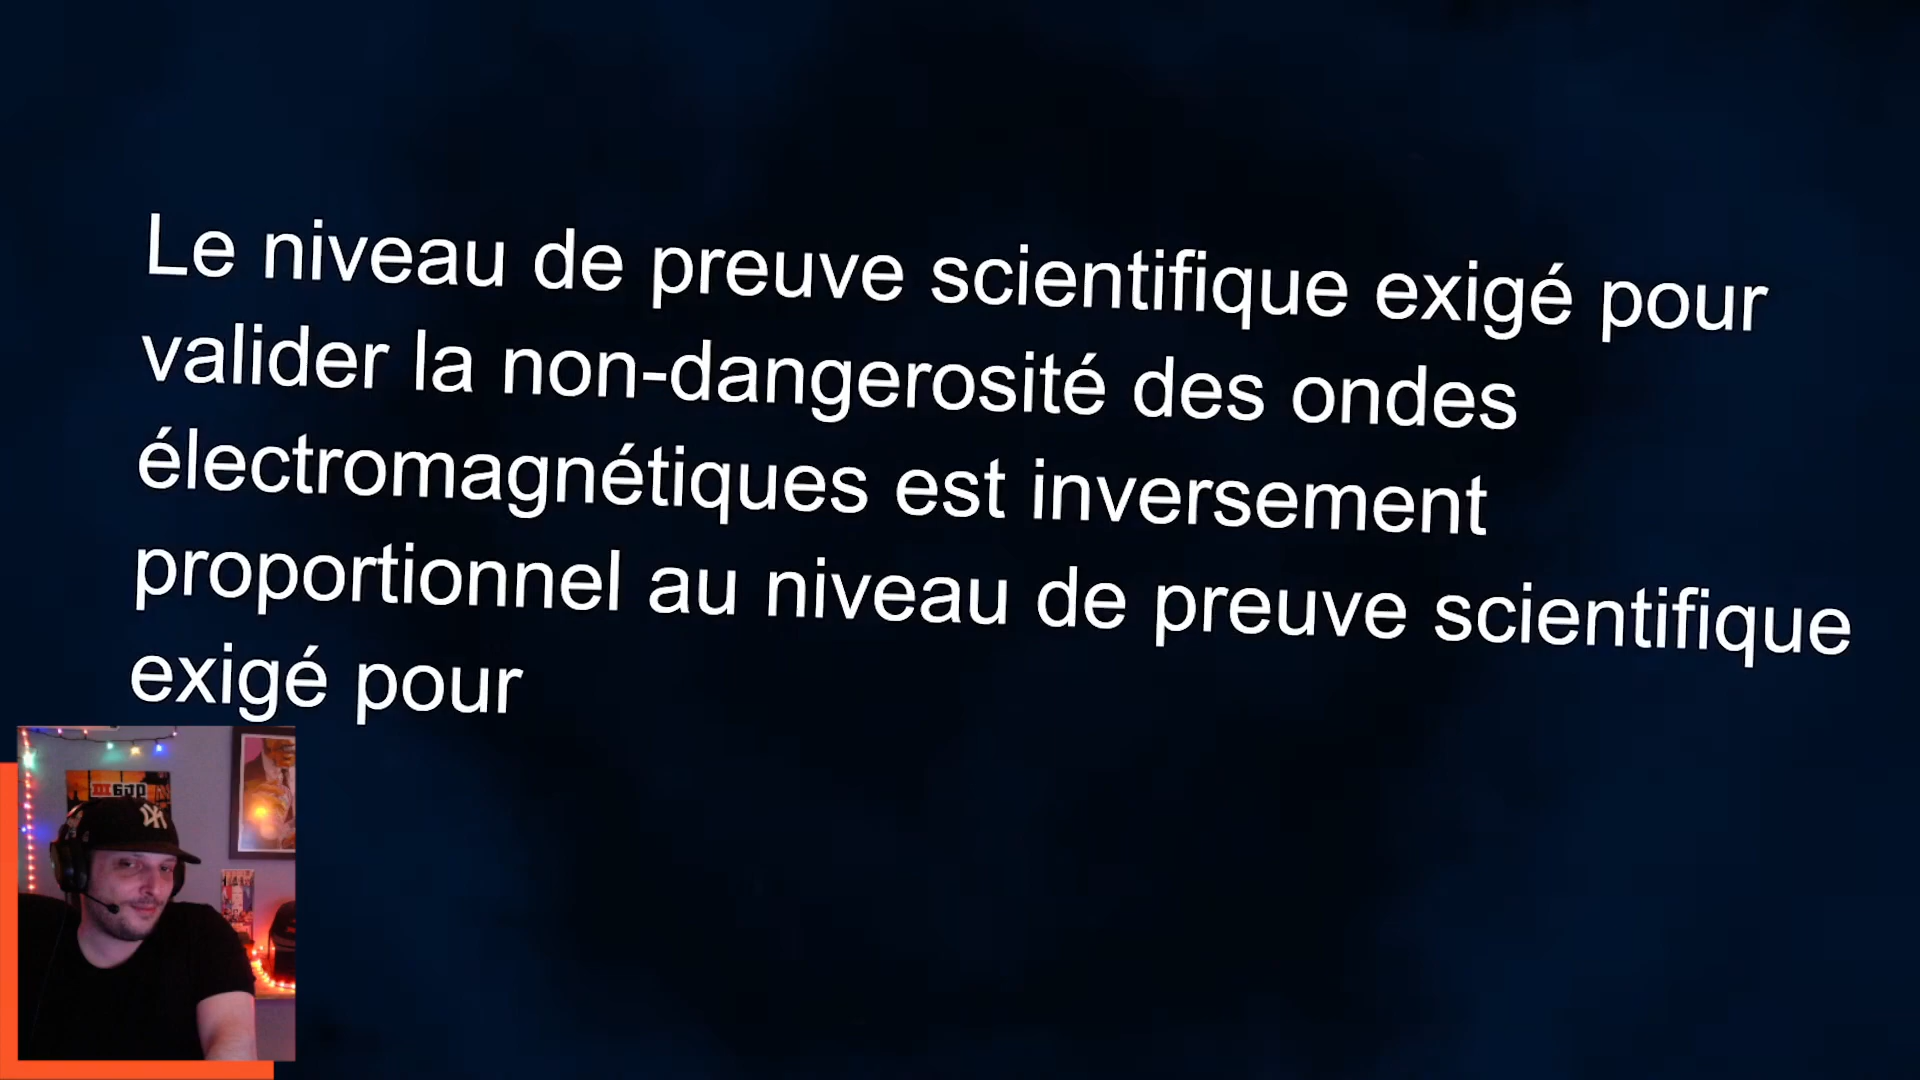 Le niveau de preuve scientifique exigé pour
valider la non-dangerosité des ondes
électromagnétiques est inversement
proportionnel au niveau de preuve scientifique
exigé pour